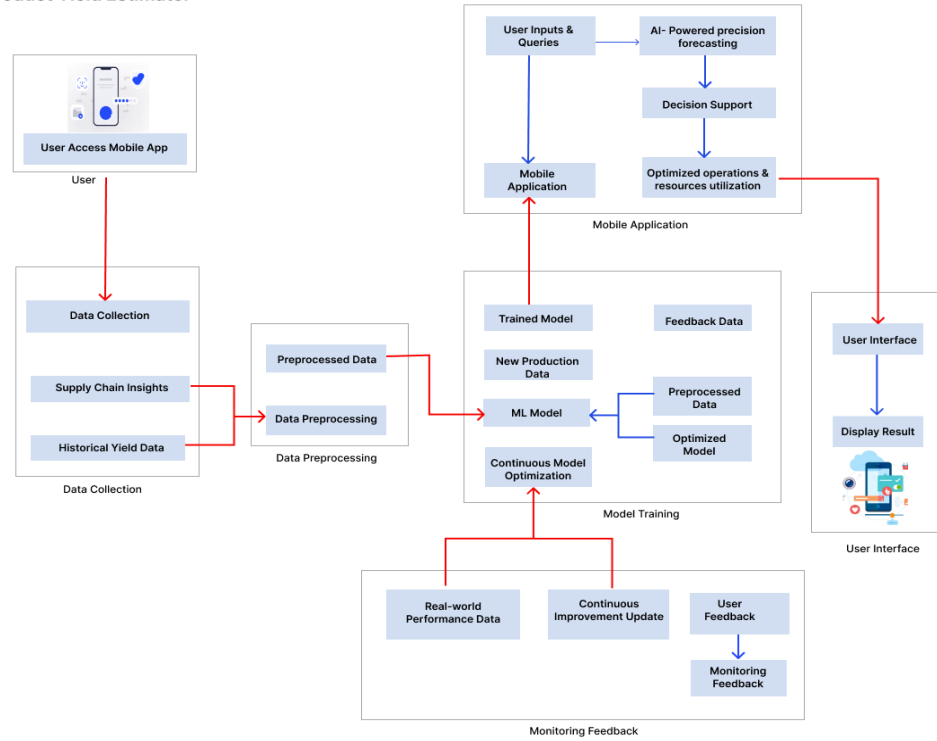 User Inputs &
Queries
AI- Powered precision
forecasting
Decision Support
Mobile
Application
Optimized operations &
resources utilization
Mobile Application
User Access Mobile App
User
Data Collection
Supply Chain Insights
Historical Yield Data
Data Collection
Preprocessed Data
Data Preprocessing
Data Preprocessing
Trained Model
Feedback Data
New Production
Data
ML Model
Preprocessed
Data
Optimized
Model
Continuous Model
Optimization
Model Training
User Interface
Display Result
User Interface
Real-world
Performance Data
Continuous
Improvement Update
User
Feedback
Monitoring
Feedback
Monitoring Feedback